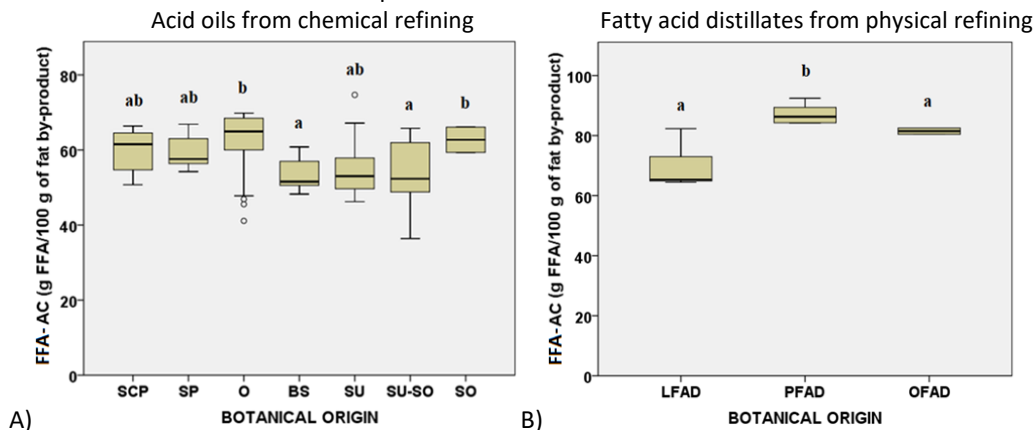 Acid oils from chemical refining
Fatty acid distillates from physical refining
FFA- AC (g FFA/100 g of fat by-product)
80
60
40
20
0
ab
ab
b
a
ab
a
b
SCP
SP
O
BS
SU
SU-SO
SO
BOTANICAL ORIGIN
A)
FFA- AC (g FFA/100 g of fat by-product)
100
80
60
40
20
0
a
b
a
LFAD
PFAD
OFAD
BOTANICAL ORIGIN
B)